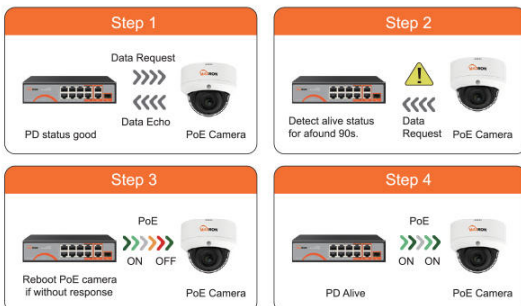 Step 1
Data Request
Data Echo
PD status good
PoE Camera
Step 2
Detect alive status
for afound 90s.
Data
Request
PoE Camera
Step 3
PoE
ON OFF
Reboot PoE camera
if without response
PoE Camera
Step 4
PoE
ON ON
PD Alive
PoE Camera